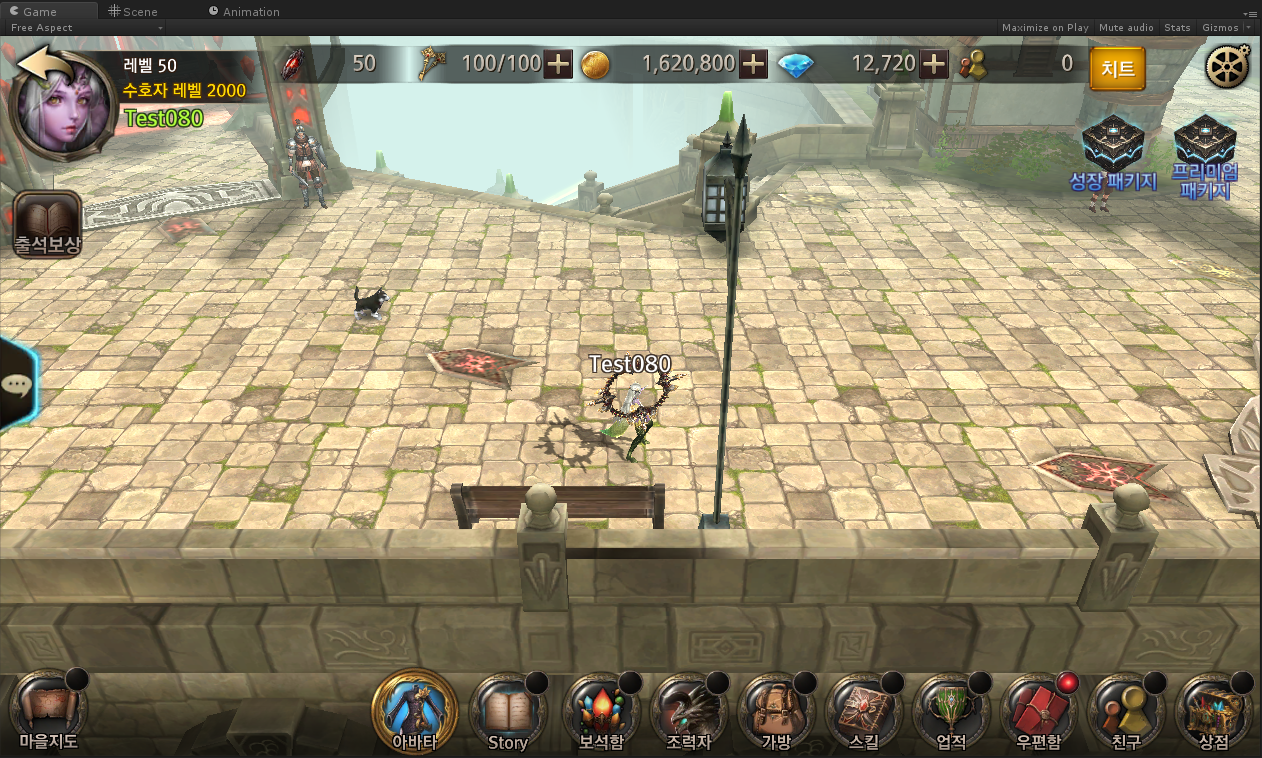 Game
Scene
Animation
Free Aspect
Maximize on Play
Mute audio
Stats
Gizmos
레벨 50
수호자 레벨 2000
Test080
50
100/100
1,620,800
12,720
0
치트
성장 패키지
프리미엄
패키지
출석보상
Test080
마을지도
아바타
Story
보석함
조력자
가방
스킬
업적
우편함
친구
상점